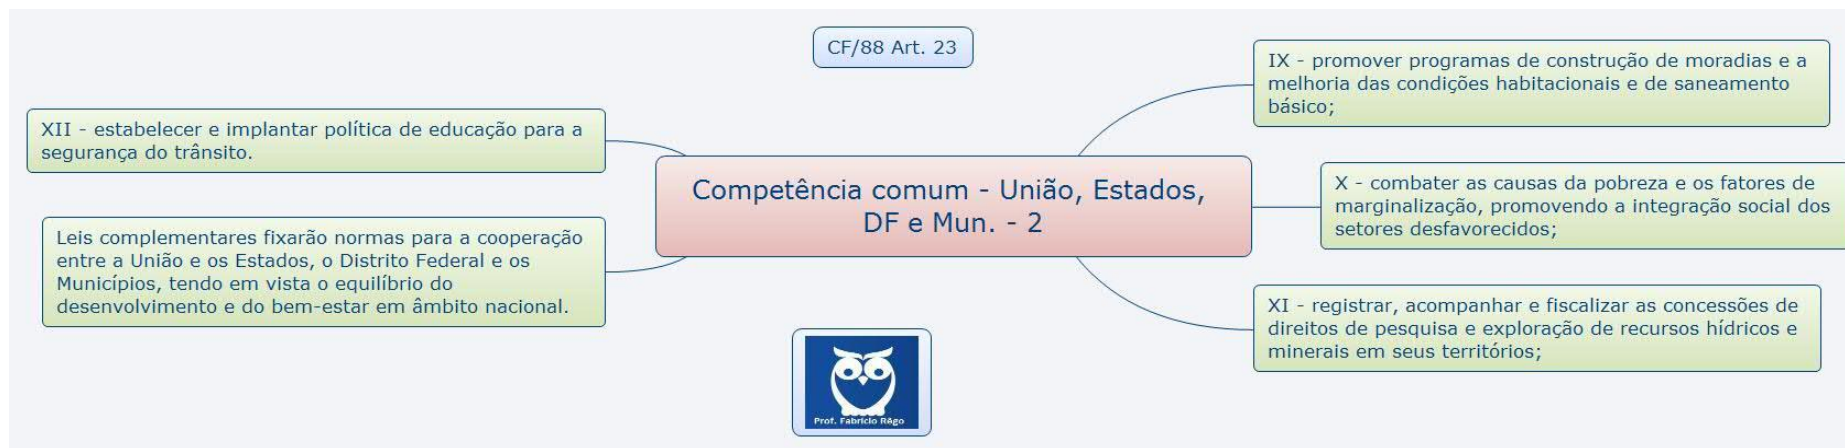 CF/88 Art. 23
Competência comum - União, Estados,
DF e Mun. - 2
IX - promover programas de construção de moradias e a
melhoria das condições habitacionais e de saneamento
básico;
X - combater as causas da pobreza e os fatores de
marginalização, promovendo a integração social dos
setores desfavorecidos;
XI - registrar, acompanhar e fiscalizar as concessões de
direitos de pesquisa e exploração de recursos hídricos e
minerais em seus territórios;
XII - estabelecer e implantar política de educação para a
segurança do trânsito.
Leis complementares fixarão normas para a cooperação
entre a União e os Estados, o Distrito Federal e os
Municípios, tendo em vista o equilíbrio do
desenvolvimento e do bem-estar em âmbito nacional.
Prof. Fabrício Rêgo